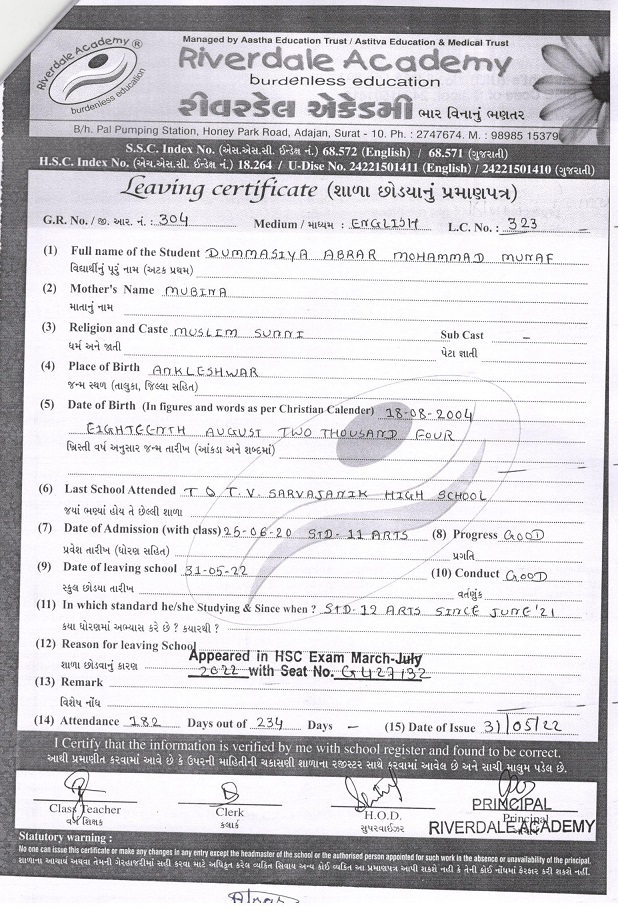 Riverdale Academy ®
burdenless education
Managed by Aastha Education Trust / Astitva Education & Medical Trust
Riverdale Academy
burdenless education
રીવરડેલ એકેડમી ભાર વિનાનું ભણતર
B/h. Pal Pumping Station, Honey Park Road, Adajan, Surat - 10. Ph. : 2747674. M. : 98985 15379
S.S.C. Index No. (એસ.એસ.સી. ઈન્ડેક્ષ નં.) 68.572 (English) / 68.571 (ગુજરાતી)
H.S.C. Index No. (એચ.એસ.સી. ઈન્ડેક્ષ નં.) 18.264 / U-Dise No. 24221501411 (English) / 24221501410 (ગુજરાતી)
Leaving certificate (શાળા છોડયાનું પ્રમાણપત્ર)
G.R. No. / જી. આર. નં. : 304 Medium / માધ્યમ : ENGLISH L.C. No. : 323
(1) Full name of the Student DUMMASIYA ABRAR MOHAMMAD MUNAF
વિદ્યાર્થીનું પૂરું નામ (અટક પ્રથમ)
(2) Mother's Name MUBINA
માતાનું નામ
(3) Religion and Caste MUSLIM SUNNI Sub Cast –
ધર્મ અને જાતી પેટા જ્ઞાતી
(4) Place of Birth ANKLESHWAR
જન્મ સ્થળ (તાલુકા, જિલ્લા સહિત)
(5) Date of Birth (In figures and words as per Christian Calender) 18-08-2004
EIGHTEENTH AUGUST TWO THOUSAND FOUR
ખ્રિસ્તી વર્ષ અનુસાર જન્મ તારીખ (આંકડા અને શબ્દમાં)
(6) Last School Attended T & T.V. SARVAJANIK HIGH SCHOOL
જયાં ભણ્યાં હોય તે છેલ્લી શાળા
(7) Date of Admission (with class) 25-06-20 STD-11 ARTS (8) Progress GOOD
પ્રવેશ તારીખ (ધોરણ સહિત) પ્રગતિ
(9) Date of leaving school 31-05-22 (10) Conduct GOOD
સ્કુલ છોડયા તારીખ વર્તણુંક
(11) In which standard he/she Studying & Since when ? STD-12 ARTS SINCE JUNE'21
કયા ધોરણમાં અભ્યાસ કરે છે ? કયારથી ? :
(12) Reason for leaving School Appeared in HSC Exam March-July
શાળા છોડવાનું કારણ 2022 with Seat No. G427132
(13) Remark
વિશેષ નોંધ
(14) Attendance 182 Days out of 234 Days – (15) Date of Issue 31/05/22
I Certify that the information is verified by me with school register and found to be correct.
આથી પ્રમાણીત કરવામાં આવે છે કે ઉપરની માહિતીની ચકાસણી શાળાના રજીસ્ટર સાથે કરવામાં આવેલ છે અને સાચી માલુમ પડેલ છે.
Class Teacher Clerk H.O.D. PRINCIPAL Principal
વર્ગ શિક્ષક કલાર્ક સુપરવાઈઝર RIVERDALE ACADEMY
Statutory warning :
No one can issue this certificate or make any changes in any entry except the headmaster of the school or the authorised person appointed for such work in the absence or unavailability of the principal.
શાળાના આચાર્ય અથવા તેમની ગેરહાજરીમાં સહી કરવા માટે અધિકૃત કરેલ વ્યકિત સિવાય અન્ય કોઈ વ્યકિત આ પ્રમાણપત્ર આપી શકશે નહી કે તેની કોઈ નોંધમાં ફેરફાર કરી શકશે નહીં.